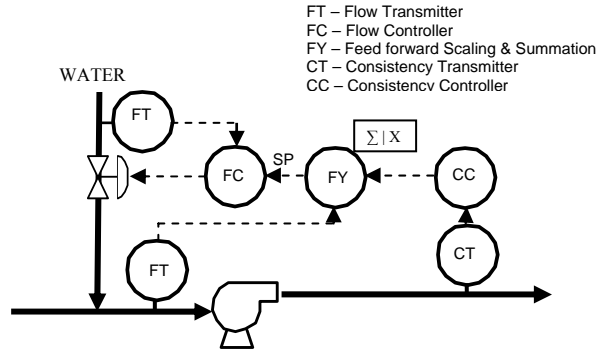 FT – Flow Transmitter
FC – Flow Controller
FY – Feed forward Scaling & Summation
CT – Consistency Transmitter
CC – Consistency Controller
WATER
FT
∑ | X
SP
FC
FY
CC
FT
CT